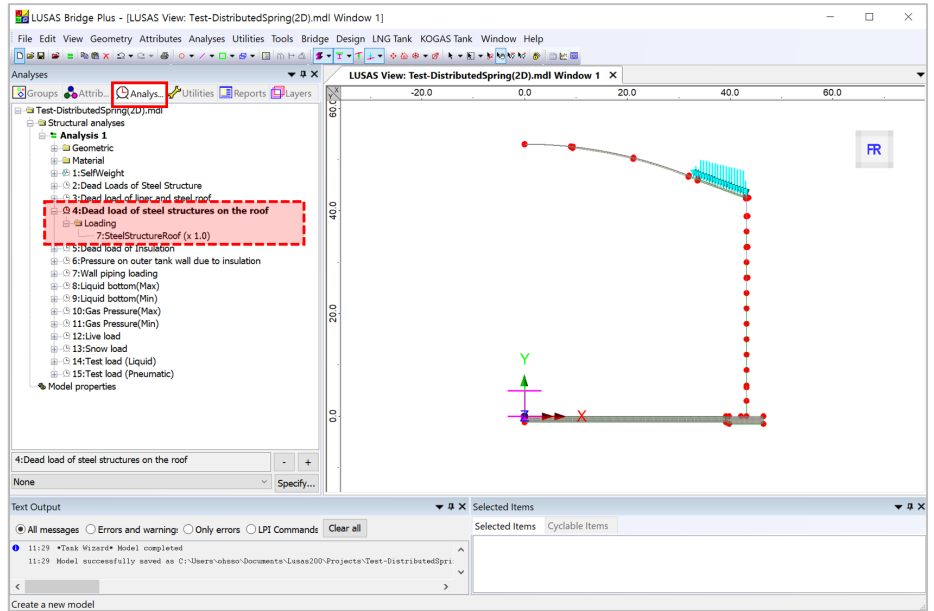 LUSAS Bridge Plus - [LUSAS View: Test-DistributedSpring(2D).mdl Window 1]
File Edit View Geometry Attributes Analyses Utilities Tools Bridge Design LNG Tank KOGAS Tank Window Help
Analyses
LUSAS View: Test-DistributedSpring(2D).mdl Window 1
Groups Attrib... Analys... Utilities Reports Layers
-20.0 0.0 20.0 40.0 60.0
60.0
40.0
20.0
0.0
Test-DistributedSpring(2D).mdl
Structural analyses
Analysis 1
Geometric
Material
1:SelfWeight
2:Dead Loads of Steel Structure
3:Dead load of liner and steel roof
4:Dead load of steel structures on the roof
Loading
7:SteelStructureRoof (x 1.0)
5:Dead load of Insulation
6:Pressure on outer tank wall due to insulation
7:Wall piping loading
8:Liquid bottom(Max)
9:Liquid bottom(Min)
10:Gas Pressure(Max)
11:Gas Pressure(Min)
12:Live load
13:Snow load
14:Test load (Liquid)
15:Test load (Pneumatic)
Model properties
FR
Y
Z
X
4:Dead load of steel structures on the roof
- +
None
Specify...
Text Output
All messages Errors and warning: Only errors LPI Commands Clear all
11:29 *Task Wizard* Model completed
11:29 Model successfully saved as C:\Users\ohsso\Documents\Lusas200\Projects\Test-DistributedSpri
Selected Items
Selected Items Cyclable Items
Create a new model